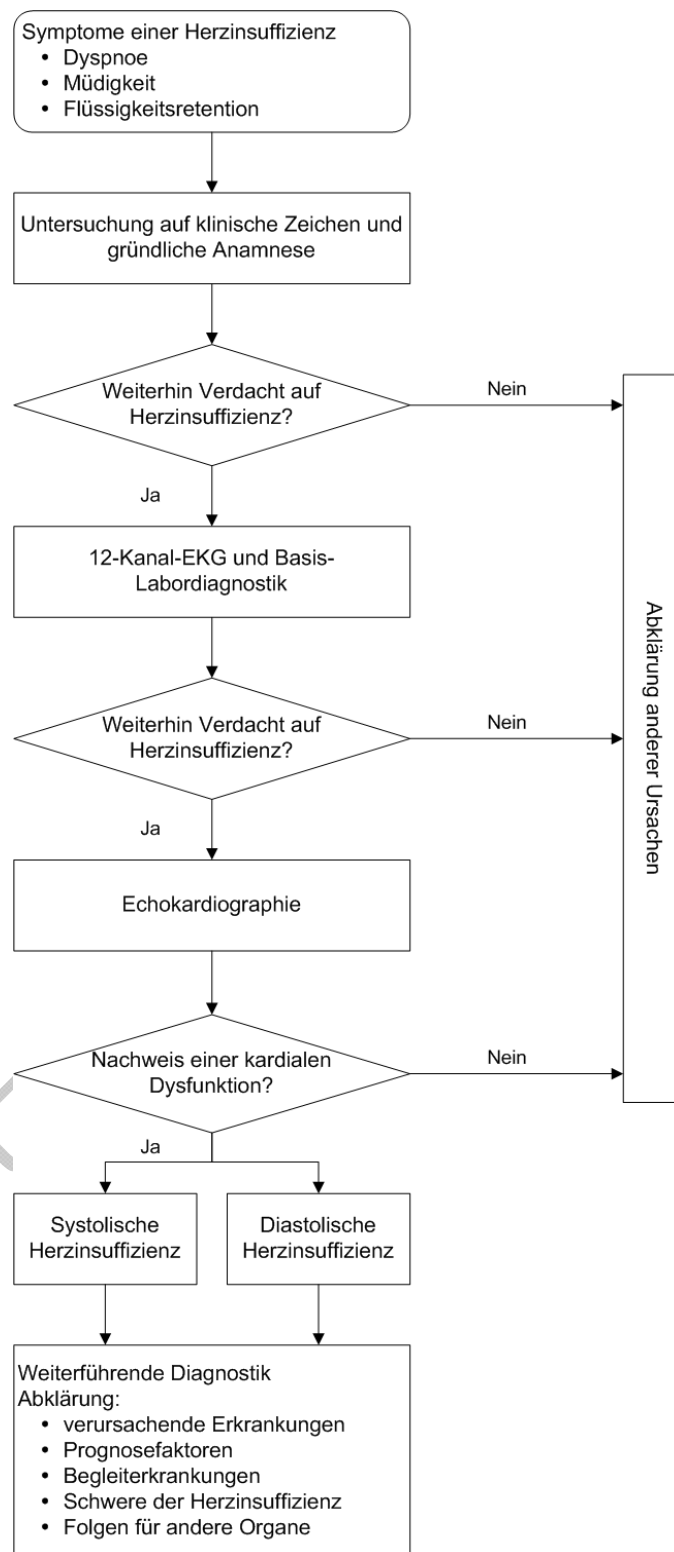 Symptome einer Herzinsuffizienz
• Dyspnoe
• Müdigkeit
• Flüssigkeitsretention
Untersuchung auf klinische Zeichen und
gründliche Anamnese
Weiterhin Verdacht auf
Herzinsuffizienz?
Nein
Ja
12-Kanal-EKG und Basis-
Labordiagnostik
Weiterhin Verdacht auf
Herzinsuffizienz?
Nein
Ja
Echokardiographie
Nachweis einer kardialen
Dysfunktion?
Nein
Ja
Abklärung anderer Ursachen
Systolische
Herzinsuffizienz
Diastolische
Herzinsuffizienz
Weiterführende Diagnostik
Abklärung:
• verursachende Erkrankungen
• Prognosefaktoren
• Begleiterkrankungen
• Schwere der Herzinsuffizienz
• Folgen für andere Organe